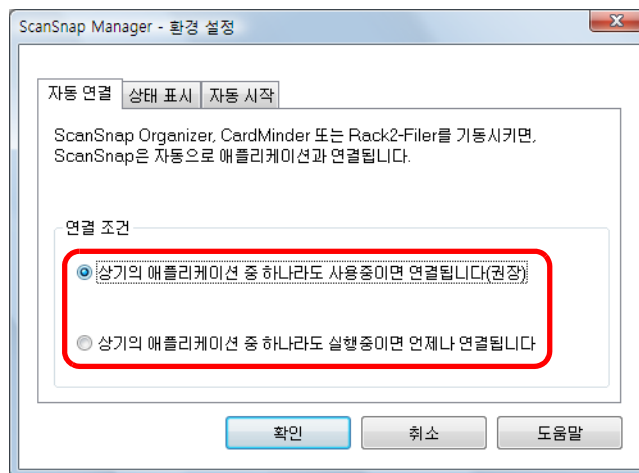 ScanSnap Manager - 환경 설정
자동 연결 상태 표시 자동 시작
ScanSnap Organizer, CardMinder 또는 Rack2-Filer를 기동시키면,
ScanSnap은 자동으로 애플리케이션과 연결됩니다.
연결 조건
상기의 애플리케이션 중 하나라도 사용중이면 연결됩니다(권장)
상기의 애플리케이션 중 하나라도 실행중이면 언제나 연결됩니다
확인 취소 도움말